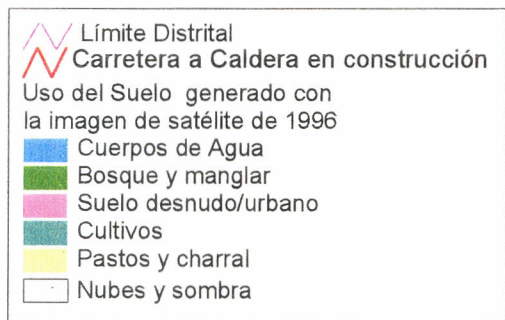 Límite Distrital
Carretera a Caldera en construcción
Uso del Suelo generado con
la imagen de satélite de 1996
Cuerpos de Agua
Bosque y manglar
Suelo desnudo/urbano
Cultivos
Pastos y charral
Nubes y sombra